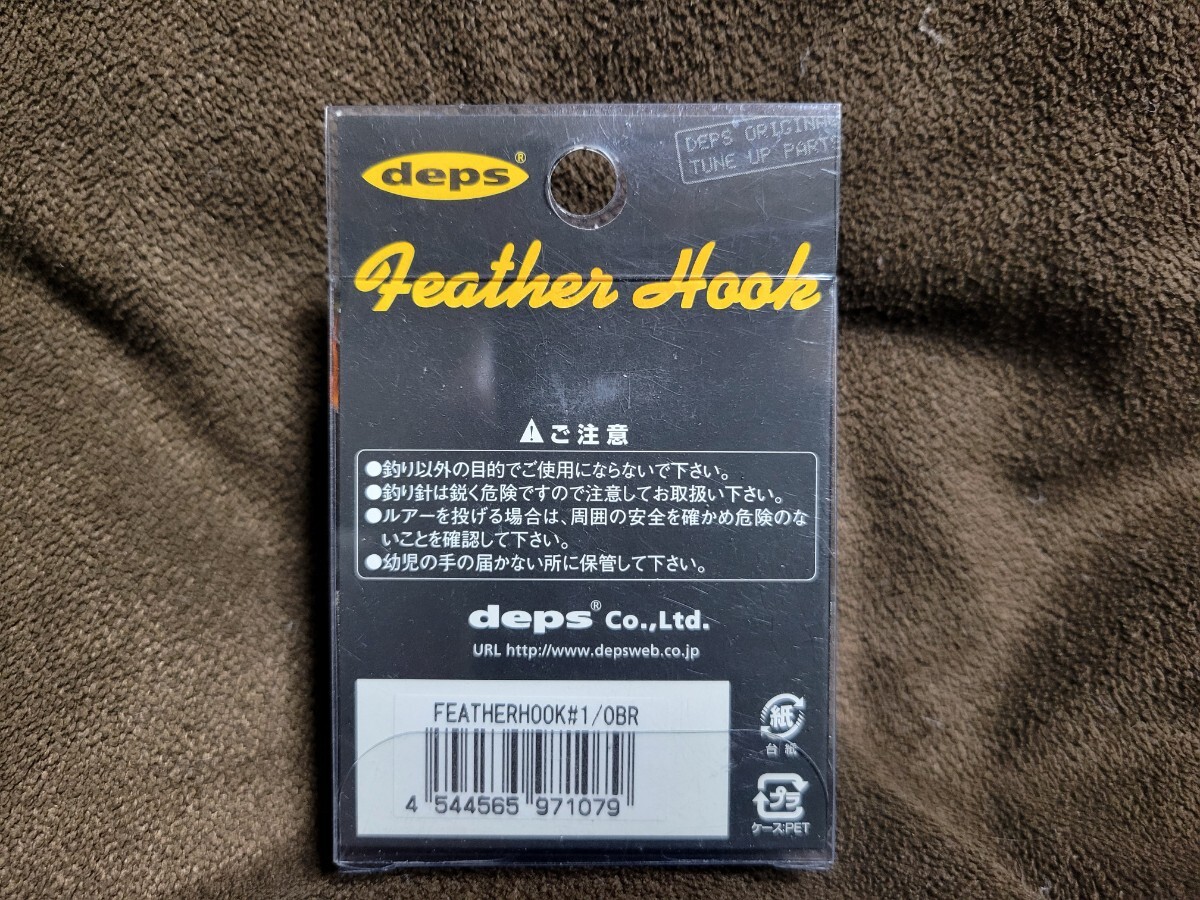 deps®
DEPS ORIGINA
TUNE UP PARTS
Feather Hook
ご注意
●釣り以外の目的でご使用にならないで下さい。
●釣り針は鋭く危険ですので注意してお取扱い下さい。
●ルアーを投げる場合は、周囲の安全を確かめ危険のな
いことを確認して下さい。
●幼児の手の届かない所に保管して下さい。
deps® Co.,Ltd.
URL http://www.depsweb.co.jp
FEATHERHOOK#1/0BR
4 544565 971079
紙
台紙
プラ
ケース:PET